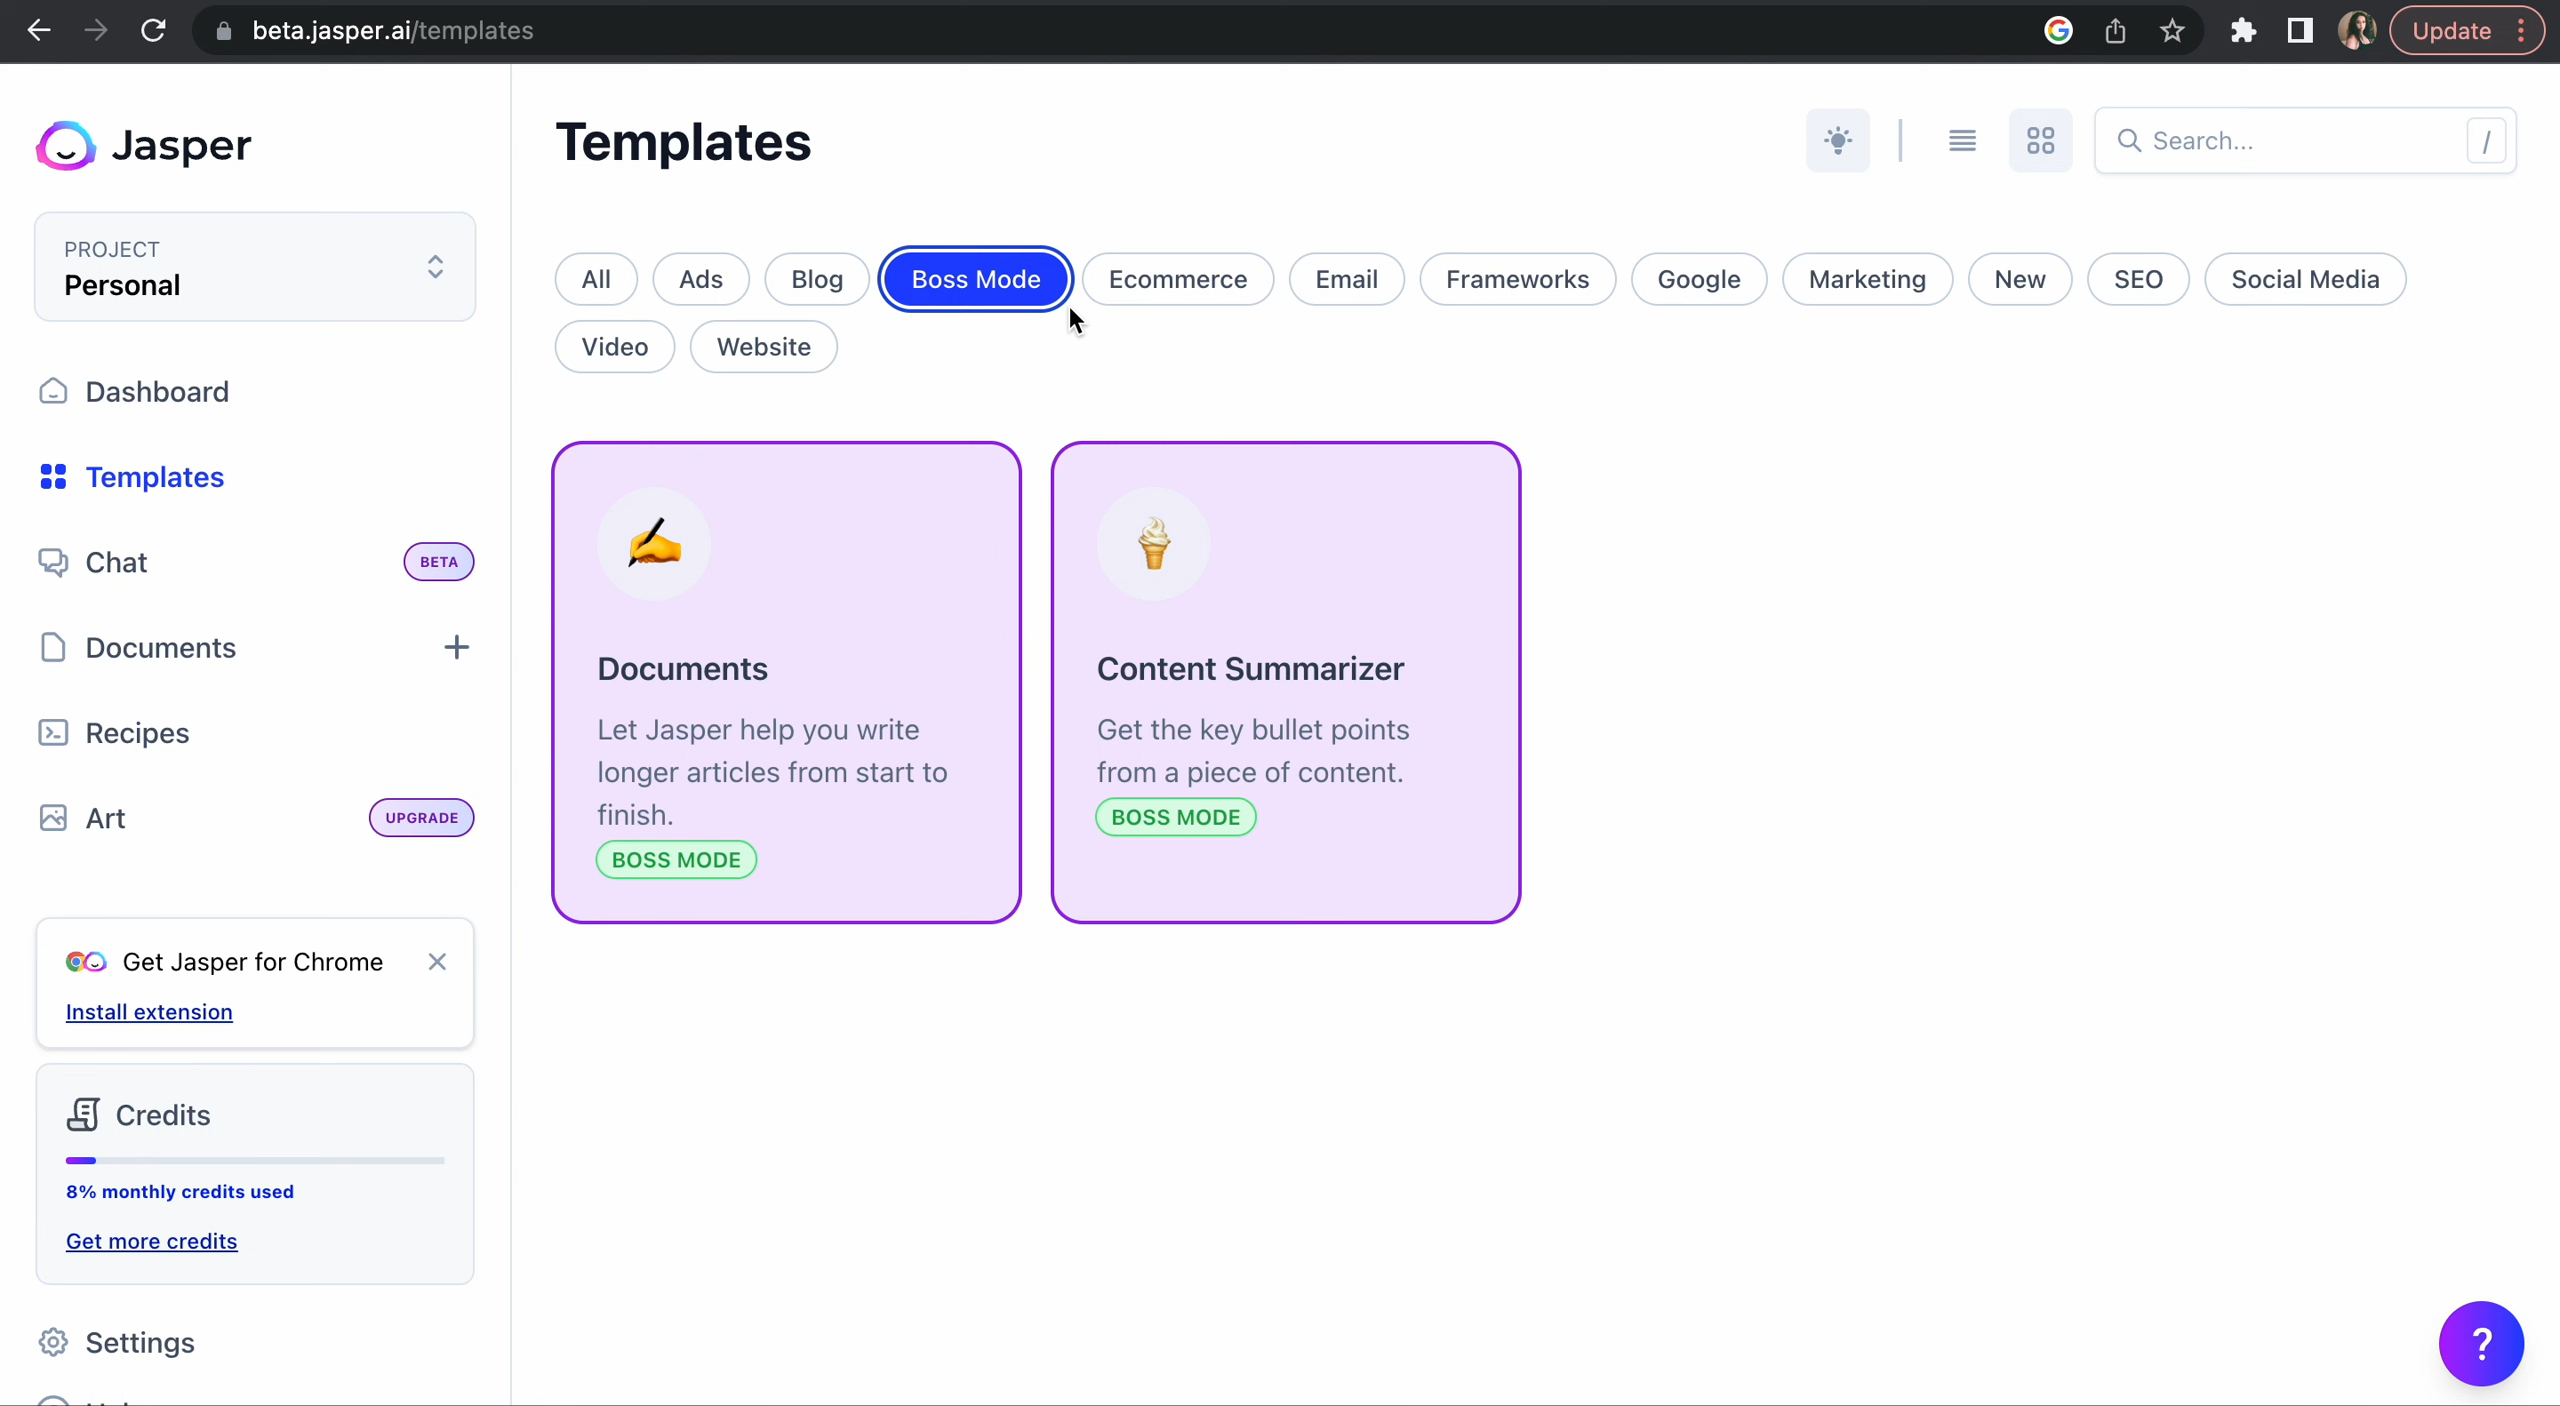 beta.jasper.ai/templates
Update
Jasper
PROJECT
Personal
Dashboard
Templates
Chat
BETA
Documents
Recipes
Art
UPGRADE
Get Jasper for Chrome
Install extension
Credits
8% monthly credits used
Get more credits
Settings
Templates
Search...
/
All
Ads
Blog
Boss Mode
Ecommerce
Email
Frameworks
Google
Marketing
New
SEO
Social Media
Video
Website
Documents
Let Jasper help you write
longer articles from start to
finish.
BOSS MODE
Content Summarizer
Get the key bullet points
from a piece of content.
BOSS MODE
?